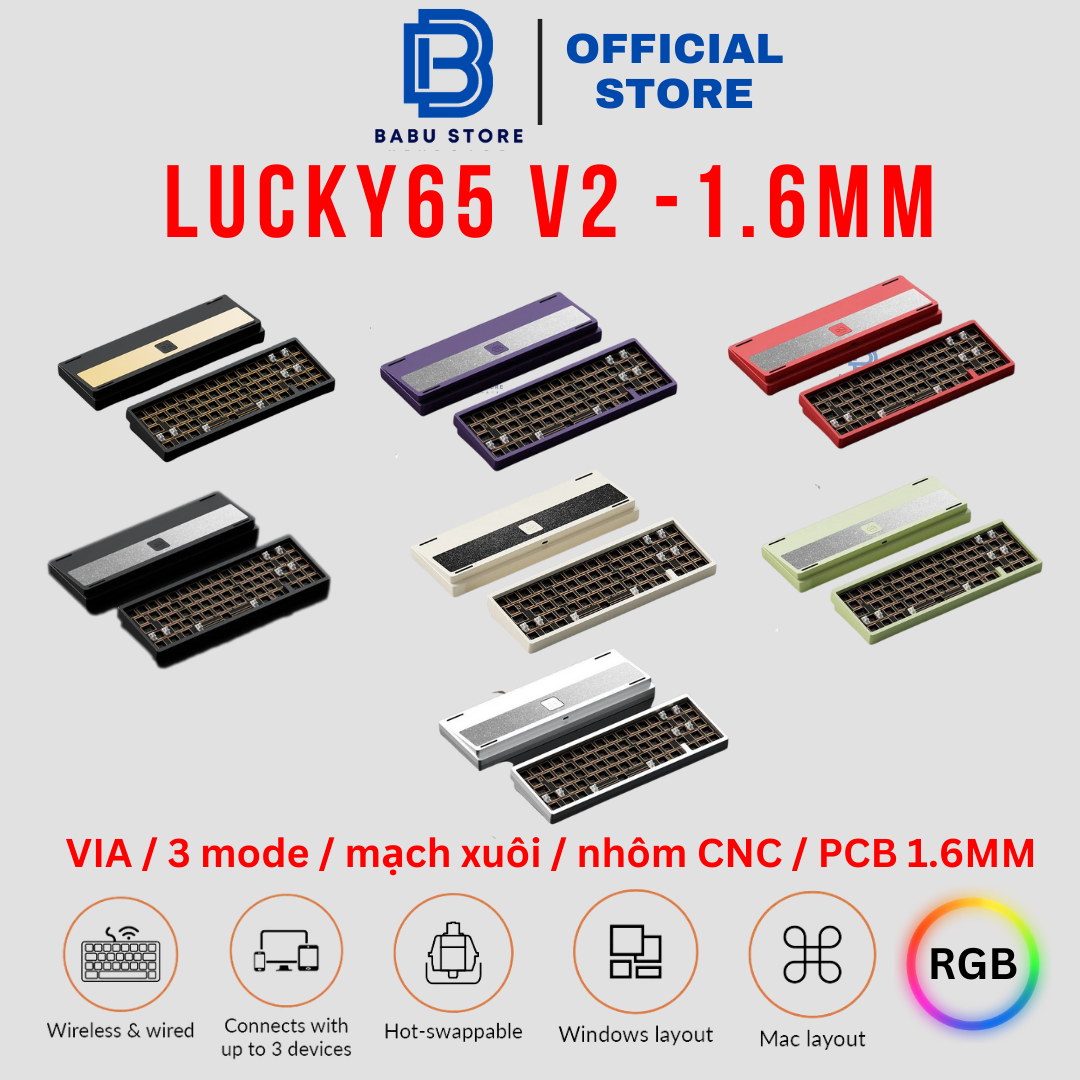 BABU STORE
OFFICIAL
STORE
LUCKY65 V2 -1.6MM
VIA / 3 mode / mạch xuôi / nhôm CNC / PCB 1.6MM
Wireless & wired
Connects with
up to 3 devices
Hot-swappable
Windows layout
Mac layout
RGB